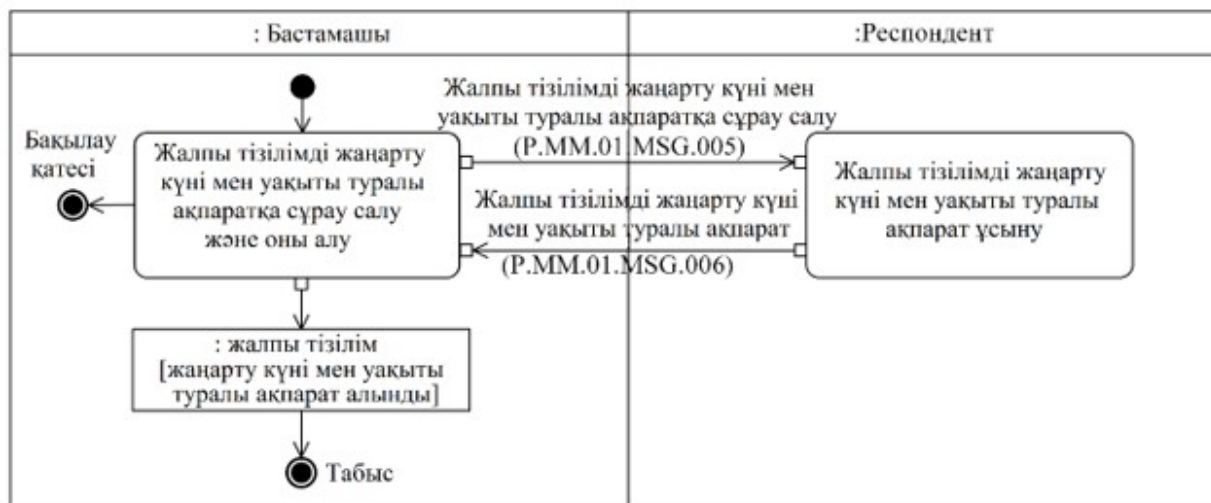 : Бастамашы
:Респондент
Жалпы тізілімді жаңарту күні мен
уақыты туралы ақпаратқа сұрау салу
(P.MM.01.MSG.005)
Бақылау
қатесі
Жалпы тізілімді жаңарту
күні мен уақыты туралы
ақпаратқа сұрау салу
және оны алу
Жалпы тізілімді жаңарту күні
мен уақыты туралы ақпарат
(P.MM.01.MSG.006)
Жалпы тізілімді жаңарту
күні мен уақыты туралы
ақпарат ұсыну
: жалпы тізілім
[жаңарту күні мен уақыты
туралы ақпарат алынды]
Табыс